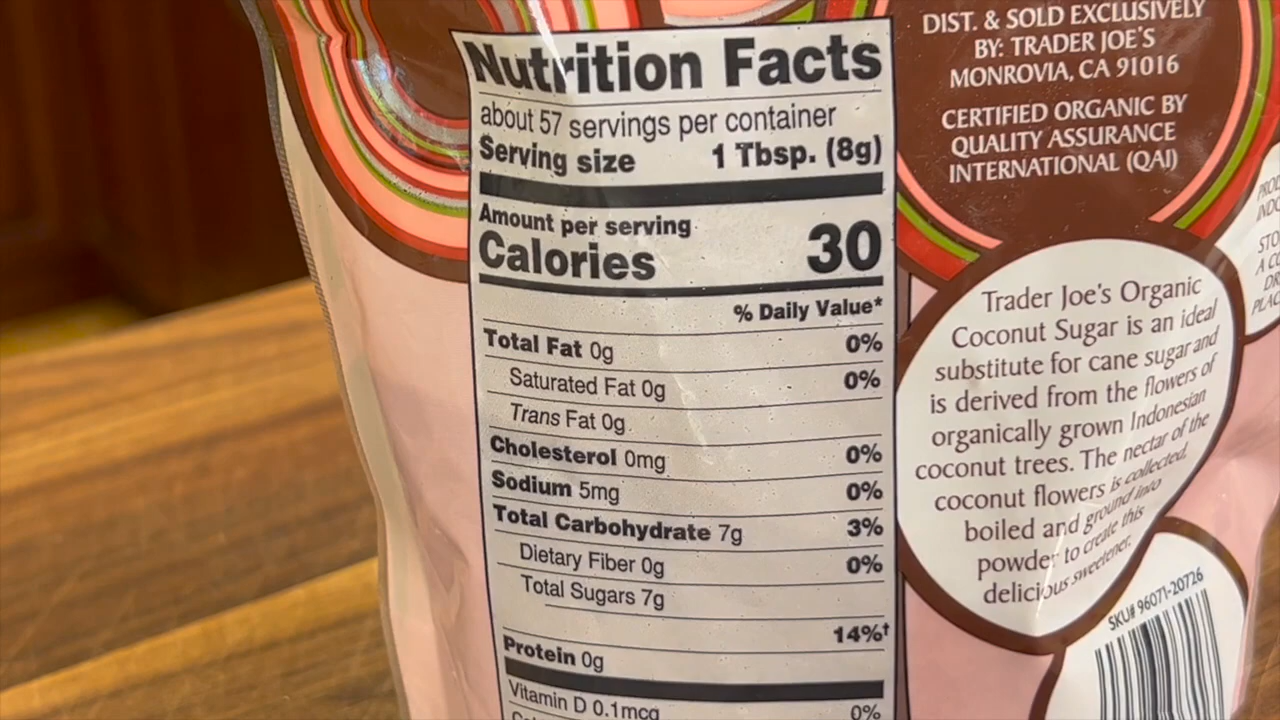 Nutrition Facts
about 57 servings per container
Serving size 1 Tbsp. (8g)
Amount per serving
Calories 30
% Daily Value*
Total Fat 0g 0%
Saturated Fat 0g 0%
Trans Fat 0g
Cholesterol 0mg 0%
Sodium 5mg 0%
Total Carbohydrate 7g 3%
Dietary Fiber 0g 0%
Total Sugars 7g
14%†
Protein 0g
Vitamin D 0.1mcg 0%
DIST. & SOLD EXCLUSIVELY
BY: TRADER JOE'S
MONROVIA, CA 91016
CERTIFIED ORGANIC BY
QUALITY ASSURANCE
INTERNATIONAL (QAI)
Trader Joe's Organic
Coconut Sugar is an ideal
substitute for cane sugar and
is derived from the flowers of
organically grown Indonesian
coconut trees. The nectar of the
coconut flowers is collected,
boiled and ground into
powder to create this
delicious sweetener.
SKU# 96071-20726